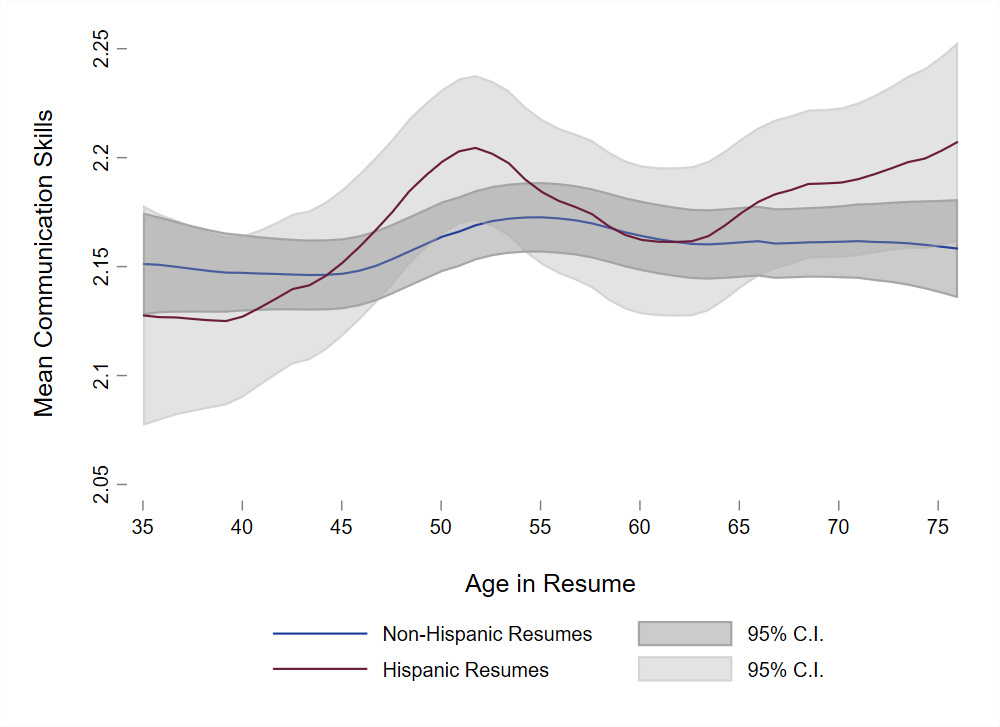 Mean Communication Skills
2.25
2.2
2.15
2.1
2.05
35 40 45 50 55 60 65 70 75
Age in Resume
Non-Hispanic Resumes 95% C.I.
Hispanic Resumes 95% C.I.